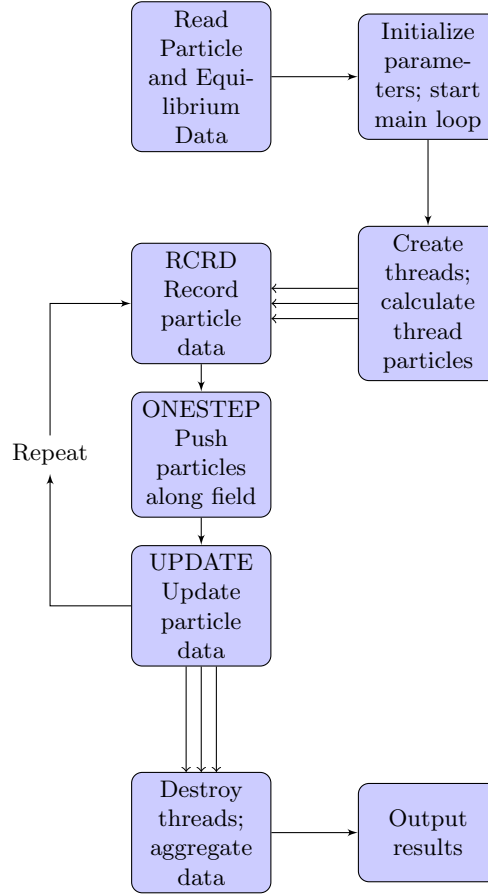 Read
Particle
and Equi-
librium
Data
Initialize
parame-
ters; start
main loop
Create
threads;
calculate
thread
particles
RCRD
Record
particle
data
ONESTEP
Push
particles
along field
Repeat
UPDATE
Update
particle
data
Destroy
threads;
aggregate
data
Output
results